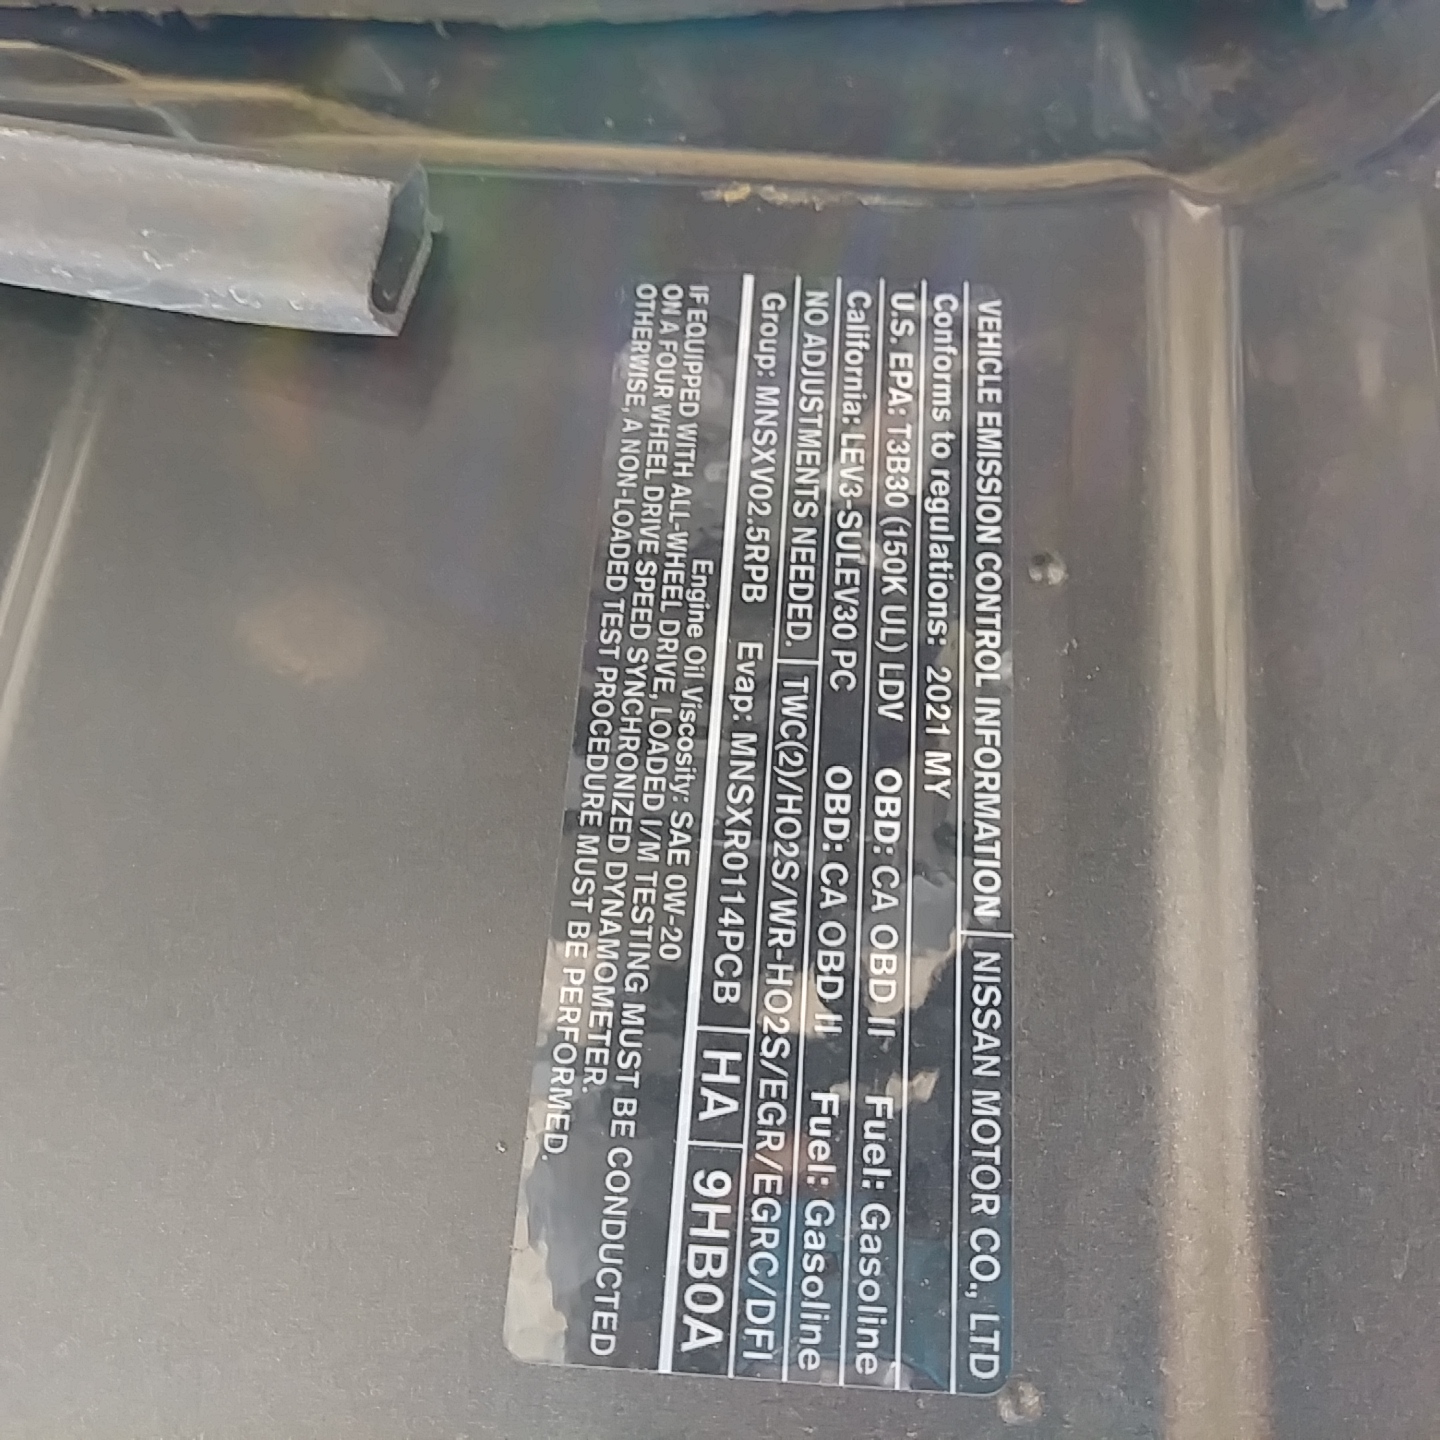 VEHICLE EMISSION CONTROL INFORMATION NISSAN MOTOR CO., LTD
Conforms to regulations: 2021 MY
U.S. EPA: T3B30 (150K UL) LDV OBD: CA OBD II Fuel: Gasoline
California: LEV3-SULEV30 PC OBD: CA OBD II Fuel: Gasoline
NO ADJUSTMENTS NEEDED. TWC(2)/HO2S/WR-HO2S/EGR/EGRC/DFI
Group: MNSXV02.5RPB Evap: MNSXR0114PCB HA 9HB0A
Engine Oil Viscosity: SAE 0W-20
IF EQUIPPED WITH ALL-WHEEL DRIVE, LOADED I/M TESTING MUST BE CONDUCTED
ON A FOUR WHEEL DRIVE SPEED SYNCHRONIZED DYNAMOMETER.
OTHERWISE, A NON-LOADED TEST PROCEDURE MUST BE PERFORMED.